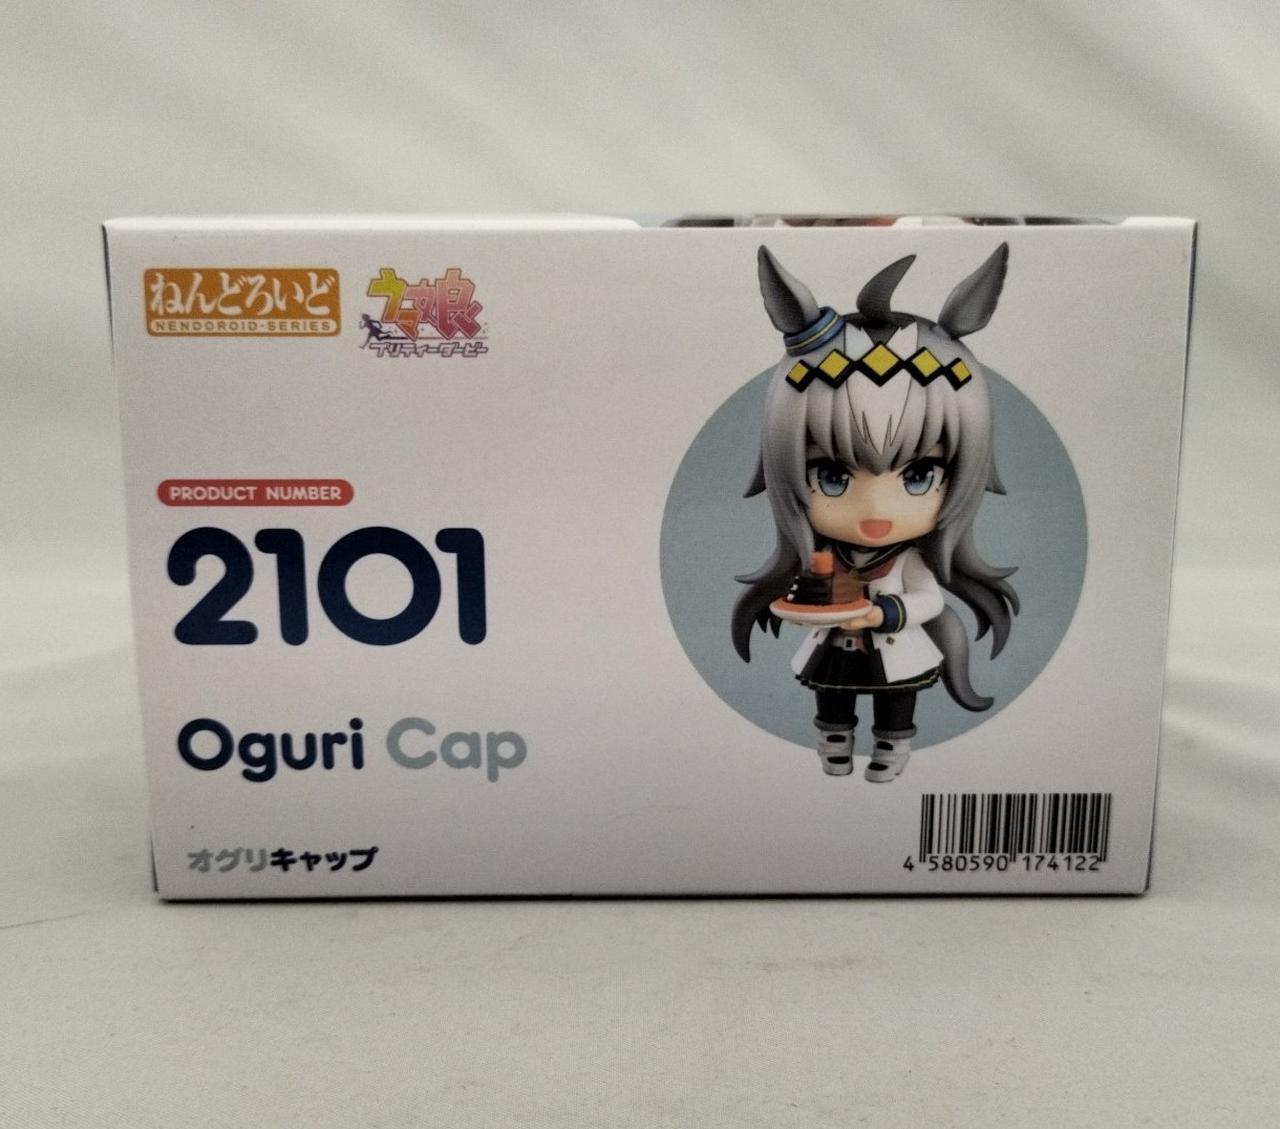 ねんどろいど
NENDOROID-SERIES
ウマ娘
プリティーダービー
PRODUCT NUMBER
2101
Oguri Cap
オグリキャップ
4 580590 174122